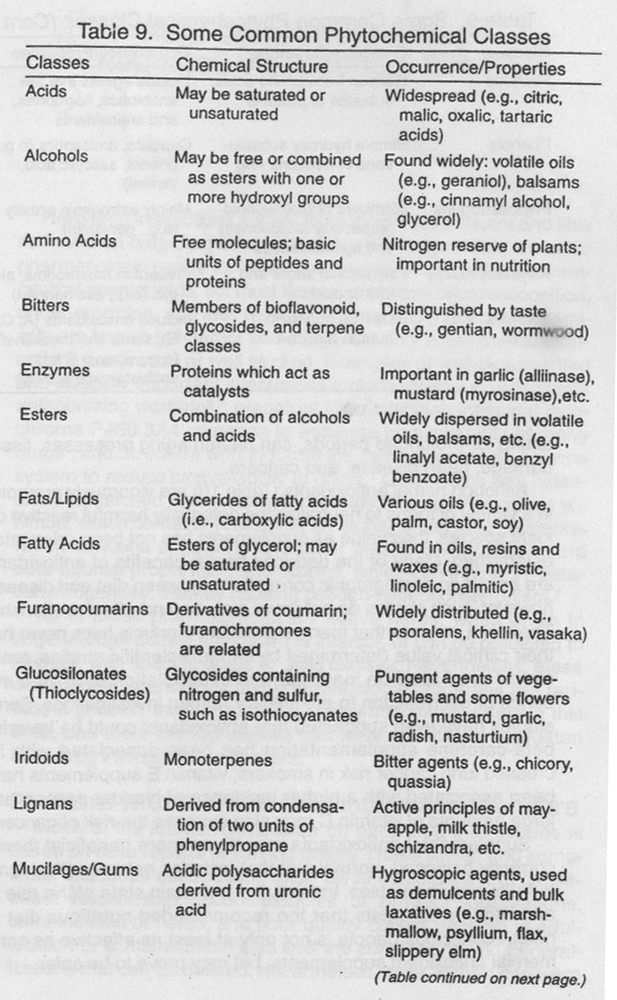 Table 9. Some Common Phytochemical Classes
Classes Chemical Structure Occurrence/Properties
Acids May be saturated or Widespread (e.g., citric,
unsaturated malic, oxalic, tartaric
acids)
Alcohols May be free or combined Found widely: volatile oils
as esters with one or (e.g., geraniol), balsams
more hydroxyl groups (e.g., cinnamyl alcohol,
glycerol)
Amino Acids Free molecules; basic Nitrogen reserve of plants;
units of peptides and important in nutrition
proteins
Bitters Members of bioflavonoid, Distinguished by taste
glycosides, and terpene (e.g., gentian, wormwood)
classes
Enzymes Proteins which act as Important in garlic (alliinase),
catalysts mustard (myrosinase),etc.
Esters Combination of alcohols Widely dispersed in volatile
and acids oils, balsams, etc. (e.g.,
linalyl acetate, benzyl
benzoate)
Fats/Lipids Glycerides of fatty acids Various oils (e.g., olive,
(i.e., carboxylic acids) palm, castor, soy)
Fatty Acids Esters of glycerol; may Found in oils, resins and
be saturated or waxes (e.g., myristic,
unsaturated linoleic, palmitic)
Furanocoumarins Derivatives of coumarin; Widely distributed (e.g.,
furanochromones psoralens, khellin, vasaka)
are related
Glucosilonates Glycosides containing Pungent agents of vege-
(Thioclycosides) nitrogen and sulfur, tables and some flowers
such as isothiocyanates (e.g., mustard, garlic,
radish, nasturtium)
Iridoids Monoterpenes Bitter agents (e.g., chicory,
quassia)
Lignans Derived from condensa- Active principles of may-
tion of two units of apple, milk thistle,
phenylpropane schizandra, etc.
Mucilages/Gums Acidic polysaccharides Hygroscopic agents, used
derived from uronic as demulcents and bulk
acid laxatives (e.g., marsh-
mallow, psyllium, flax,
slippery elm)
(Table continued on next page.)